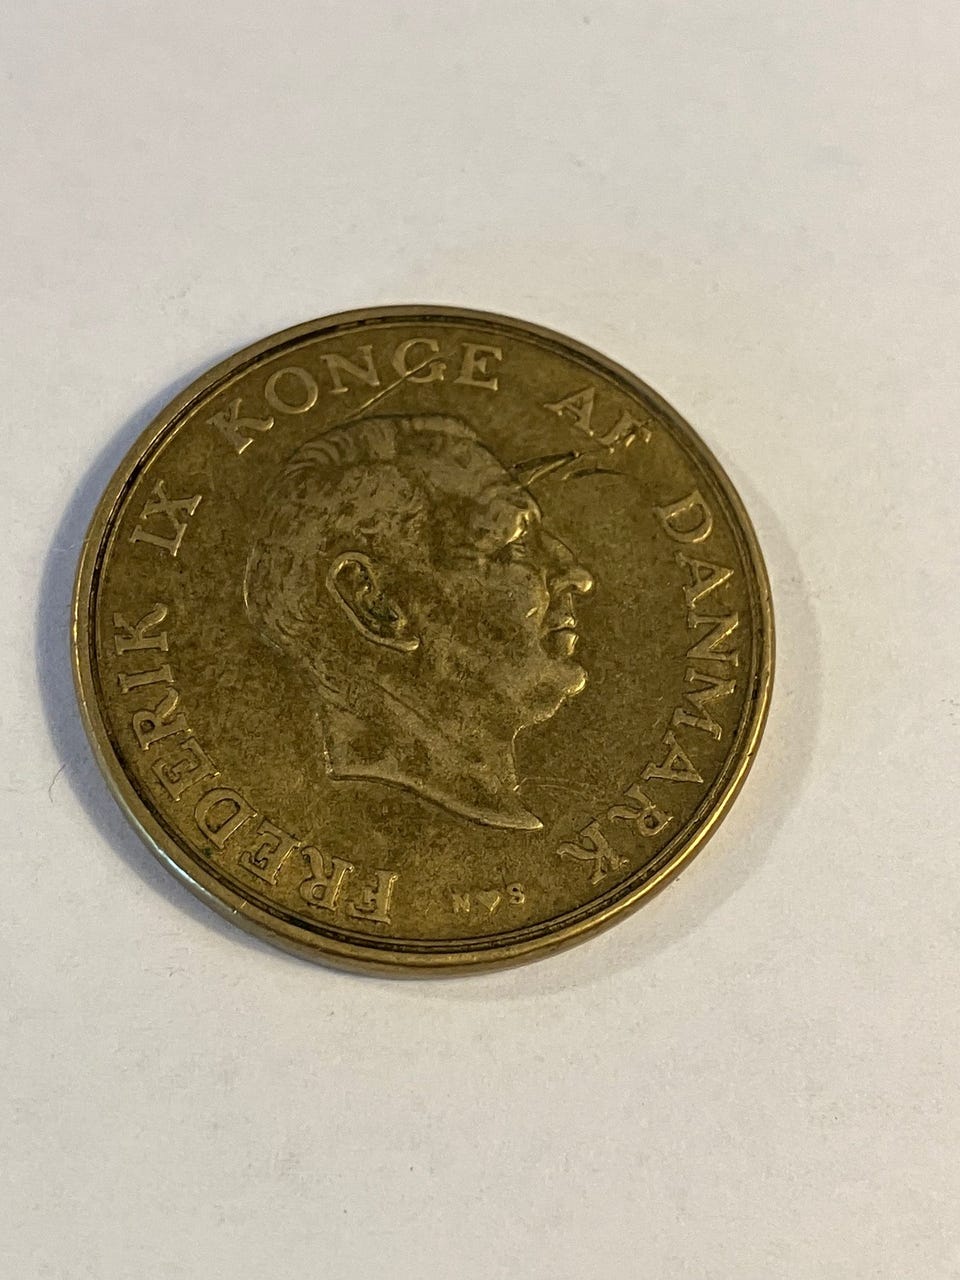 FREDERIK IX KONGE AF DANMARK
N♥S